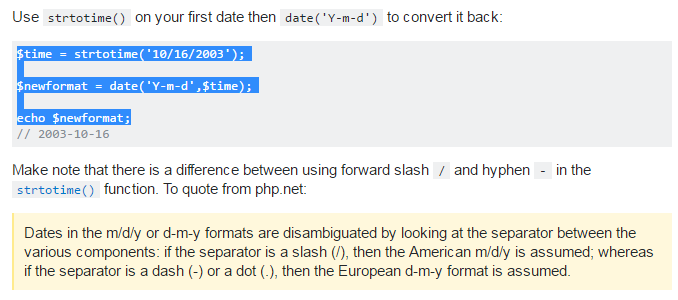 Use strtotime() on your first date then date('Y-m-d') to convert it back:
$time = strtotime('10/16/2003');
$newformat = date('Y-m-d',$time);
echo $newformat;
// 2003-10-16
Make note that there is a difference between using forward slash / and hyphen - in the
strtotime() function. To quote from php.net:
Dates in the m/d/y or d-m-y formats are disambiguated by looking at the separator between the
various components: if the separator is a slash (/), then the American m/d/y is assumed; whereas
if the separator is a dash (-) or a dot (.), then the European d-m-y format is assumed.